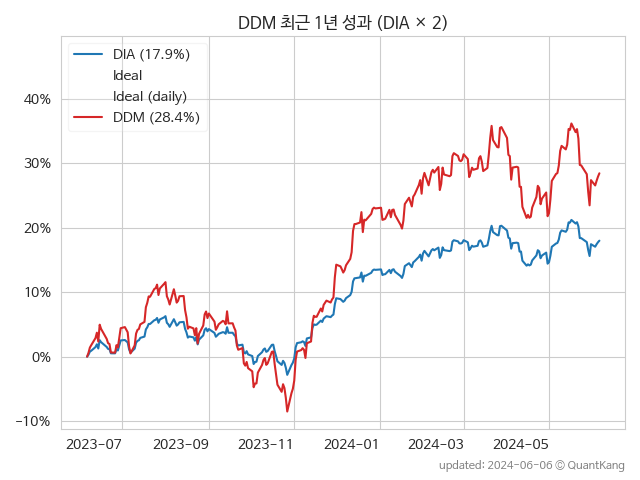 DDM 최근 1년 성과 (DIA × 2)
DIA (17.9%)
Ideal
Ideal (daily)
DDM (28.4%)
40%
30%
20%
10%
0%
−10%
2023-07
2023-09
2023-11
2024-01
2024-03
2024-05
updated: 2024-06-06 © QuantKang